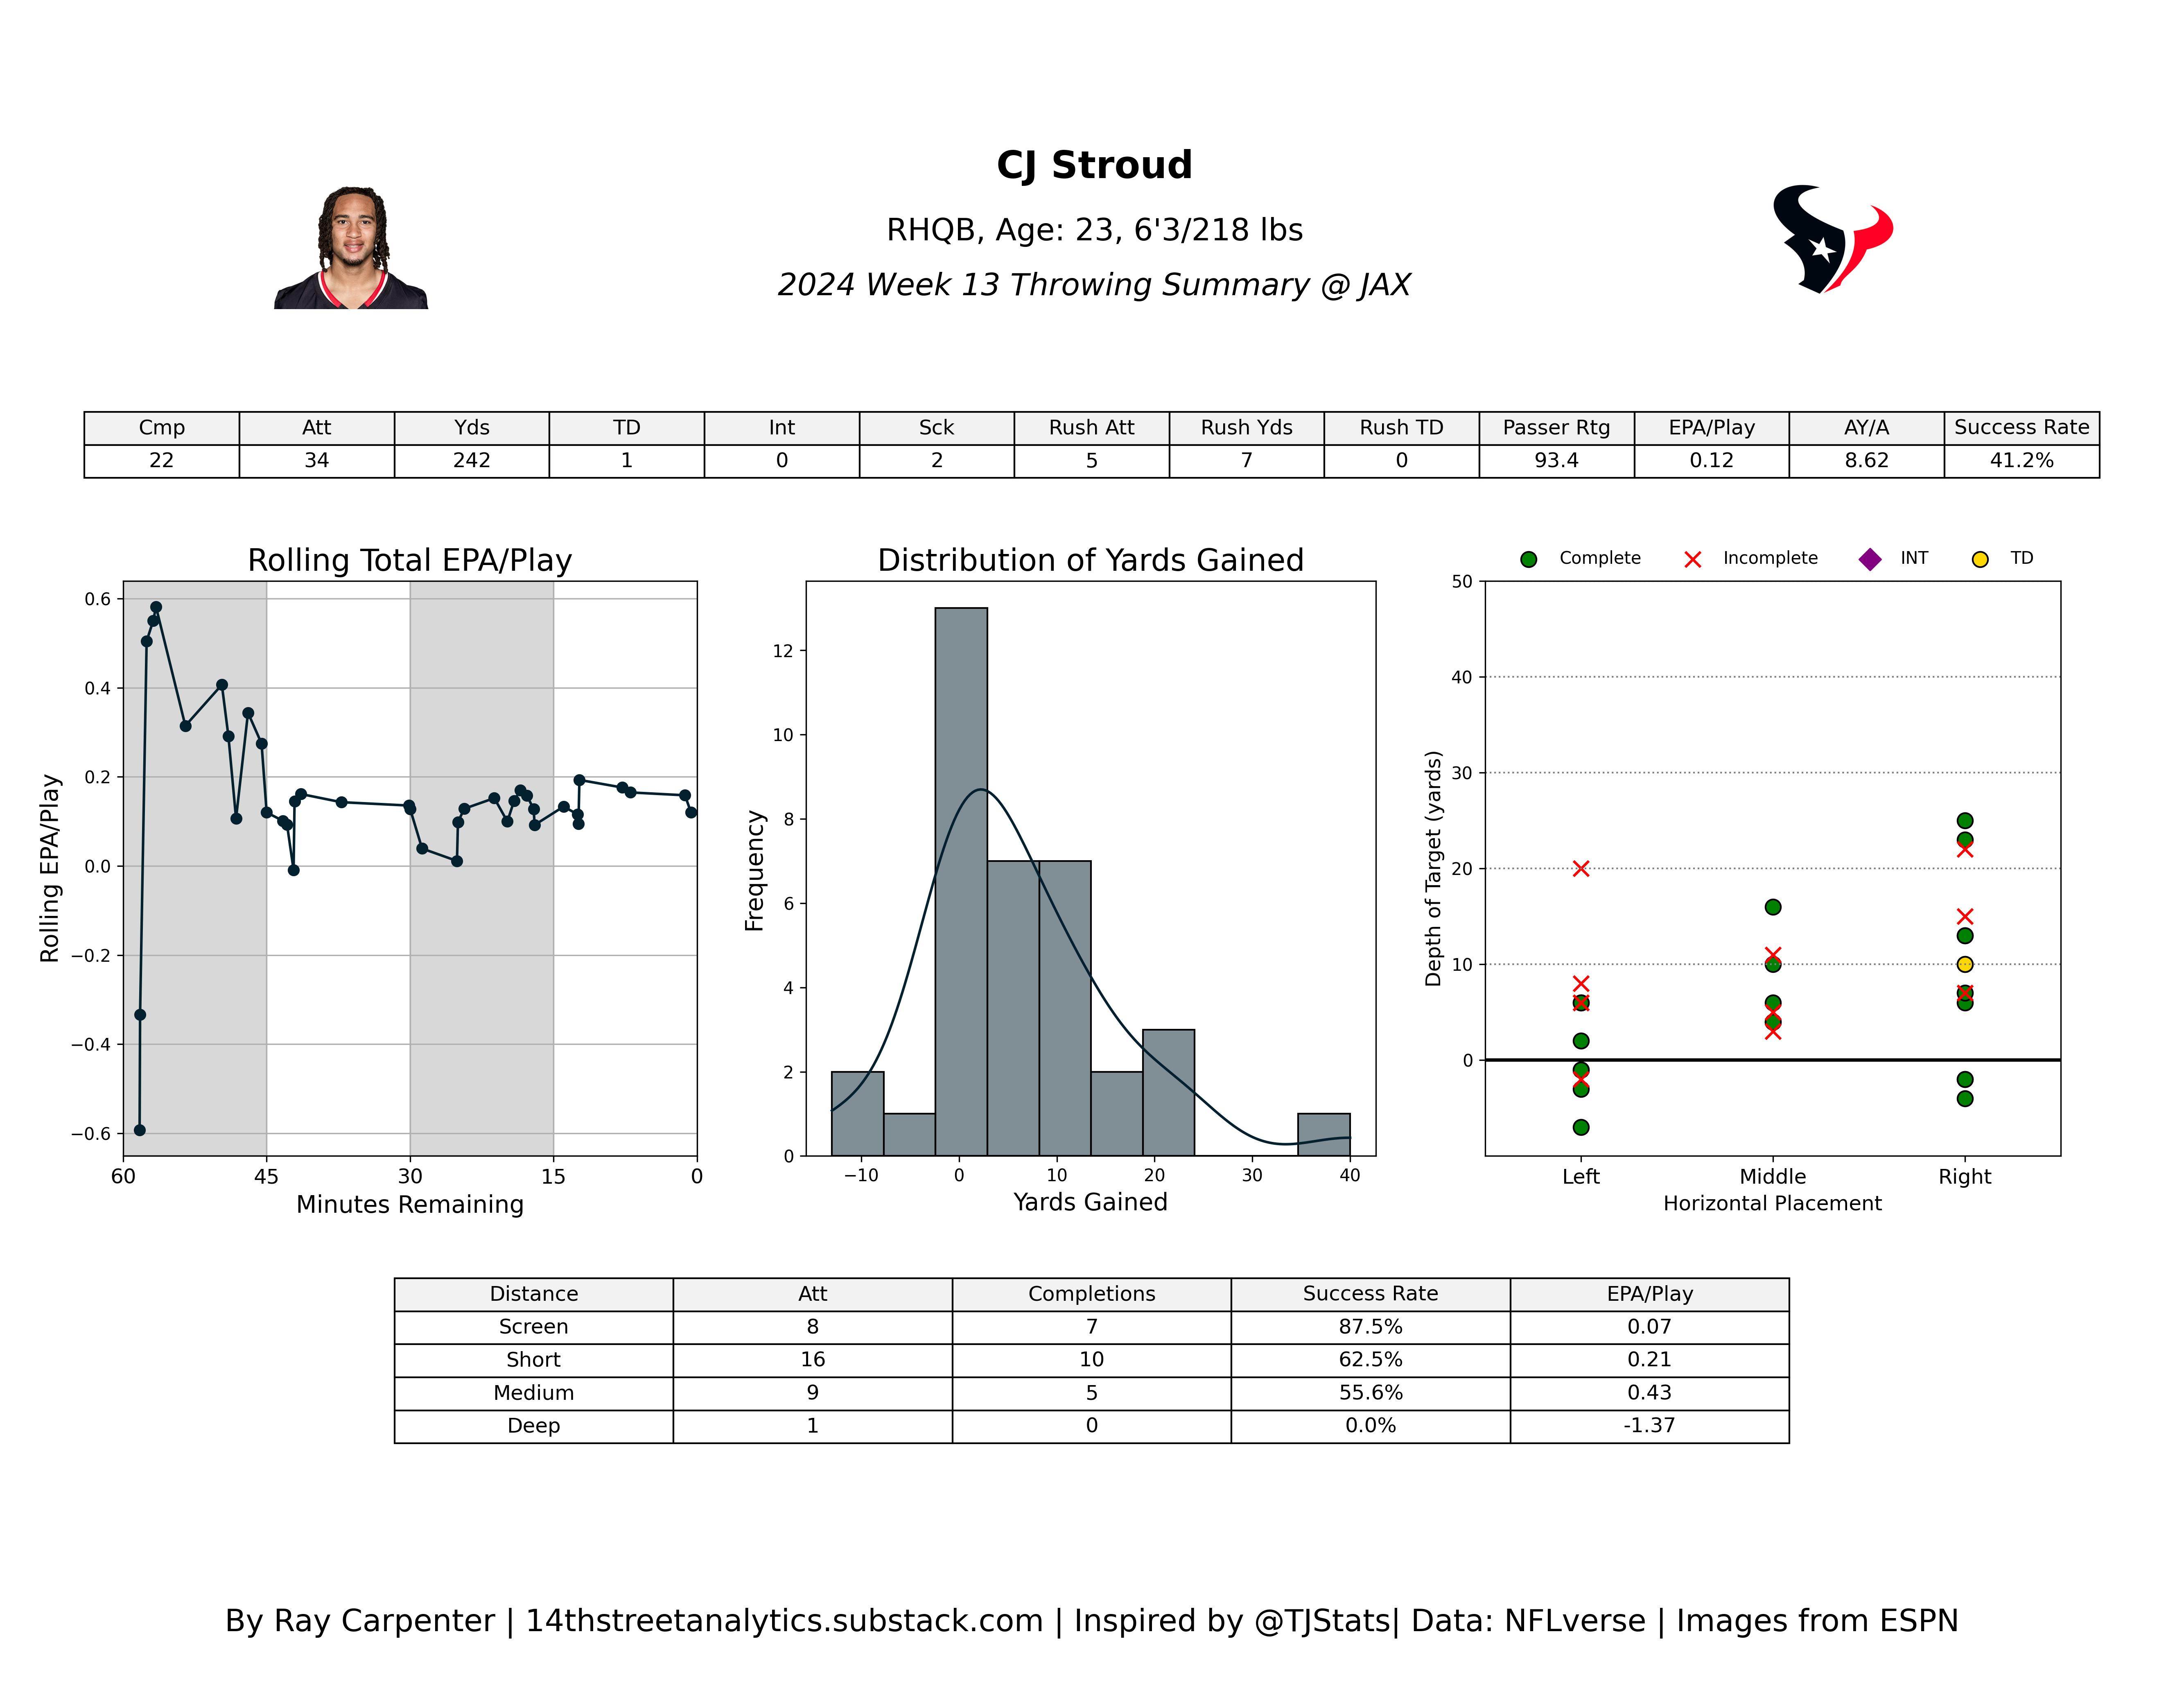 CJ Stroud
RHQB, Age: 23, 6'3/218 lbs
2024 Week 13 Throwing Summary @ JAX
Cmp Att Yds TD Int Sck Rush Att Rush Yds Rush TD Passer Rtg EPA/Play AY/A Success Rate
22 34 242 1 0 2 5 7 0 93.4 0.12 8.62 41.2%
Rolling Total EPA/Play
0.6
0.4
0.2
0.0
−0.2
−0.4
−0.6
Rolling EPA/Play
60 45 30 15 0
Minutes Remaining
Distribution of Yards Gained
12
10
8
6
4
2
0
Frequency
−10 0 10 20 30 40
Yards Gained
Complete Incomplete INT TD
50
40
30
20
10
0
Depth of Target (yards)
Left Middle Right
Horizontal Placement
Distance Att Completions Success Rate EPA/Play
Screen 8 7 87.5% 0.07
Short 16 10 62.5% 0.21
Medium 9 5 55.6% 0.43
Deep 1 0 0.0% -1.37
By Ray Carpenter | 14thstreetanalytics.substack.com | Inspired by @TJStats| Data: NFLverse | Images from ESPN